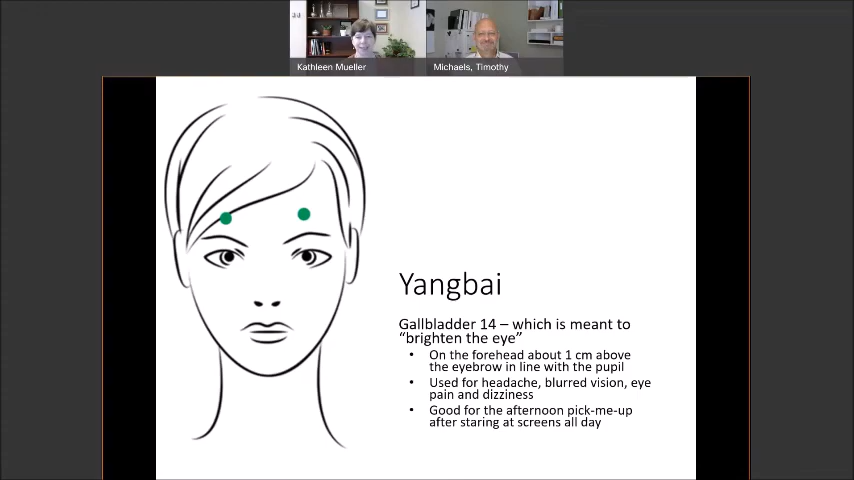 Kathleen Mueller
Michaels, Timothy
Yangbai
Gallbladder 14 – which is meant to
“brighten the eye”
• On the forehead about 1 cm above
the eyebrow in line with the pupil
• Used for headache, blurred vision, eye
pain and dizziness
• Good for the afternoon pick-me-up
after staring at screens all day